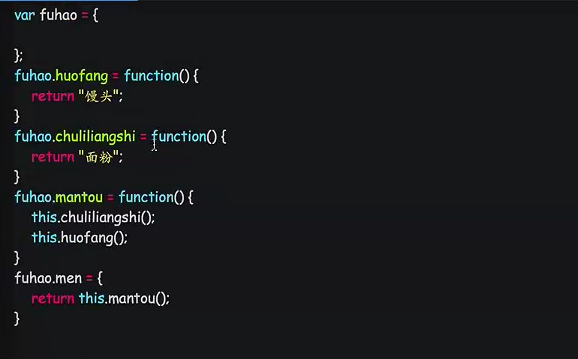 var fuhao = {
};
fuhao.huofang = function() {
return "馒头";
}
fuhao.chuliliangshi = function() {
return "面粉";
}
fuhao.mantou = function() {
this.chuliliangshi();
this.huofang();
}
fuhao.men = {
return this.mantou();
}